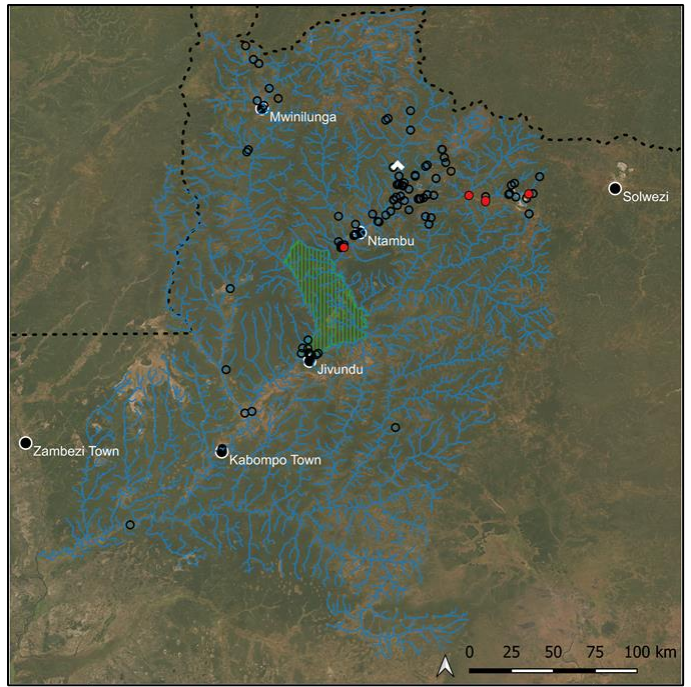 Mwinilunga
Solwezi
Ntambu
Jivundu
Zambezi Town
Kabompo Town
0 25 50 75 100 km